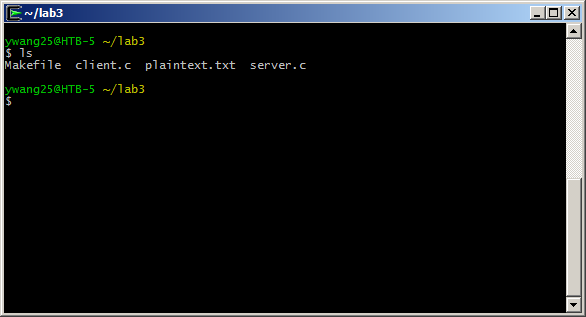 ~/lab3
ywang25@HTB-5 ~/lab3
$ ls
Makefile  client.c  plaintext.txt  server.c
ywang25@HTB-5 ~/lab3
$